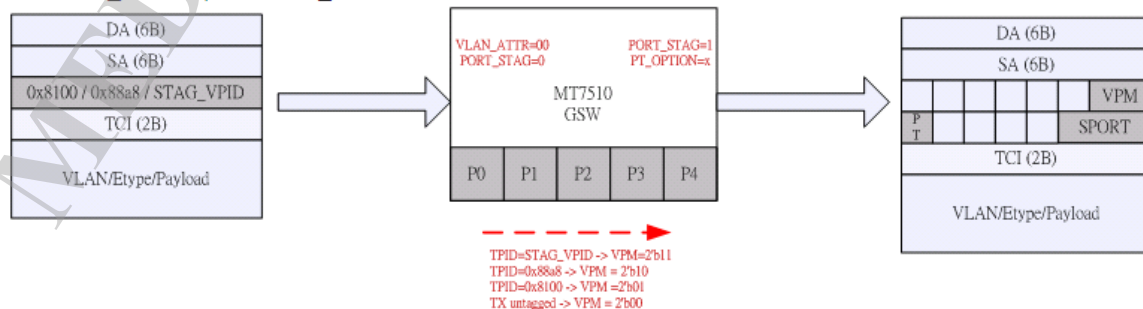 DA (6B)
SA (6B)
0x8100 / 0x88a8 / STAG_VPID
TCI (2B)
VLAN/Etype/Payload
VLAN_ATTR=00
PORT_STAG=0
PORT_STAG=1
PT_OPTION=x
MT7510
GSW
P0 P1 P2 P3 P4
TPID=STAG_VPID -> VPM=2'b11
TPID=0x88a8 -> VPM = 2'b10
TPID=0x8100 -> VPM =2'b01
TX untagged -> VPM = 2'b00
DA (6B)
SA (6B)
VPM
P
T
SPORT
TCI (2B)
VLAN/Etype/Payload